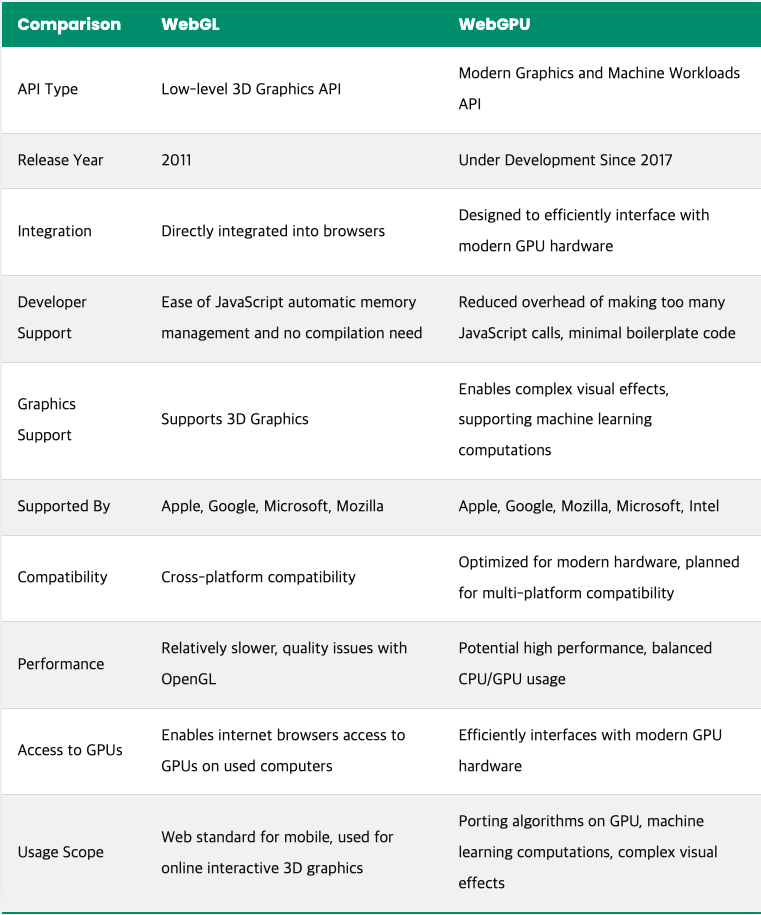 Comparison WebGL WebGPU
API Type Low-level 3D Graphics API Modern Graphics and Machine Workloads
API
Release Year 2011 Under Development Since 2017
Integration Directly integrated into browsers Designed to efficiently interface with
modern GPU hardware
Developer Ease of JavaScript automatic memory Reduced overhead of making too many
Support management and no compilation need JavaScript calls, minimal boilerplate code
Graphics
Support Supports 3D Graphics Enables complex visual effects,
supporting machine learning
computations
Supported By Apple, Google, Microsoft, Mozilla Apple, Google, Mozilla, Microsoft, Intel
Compatibility Cross-platform compatibility Optimized for modern hardware, planned
for multi-platform compatibility
Performance Relatively slower, quality issues with
OpenGL Potential high performance, balanced
CPU/GPU usage
Access to GPUs Enables internet browsers access to
GPUs on used computers Efficiently interfaces with modern GPU
hardware
Usage Scope Web standard for mobile, used for
online interactive 3D graphics Porting algorithms on GPU, machine
learning computations, complex visual
effects